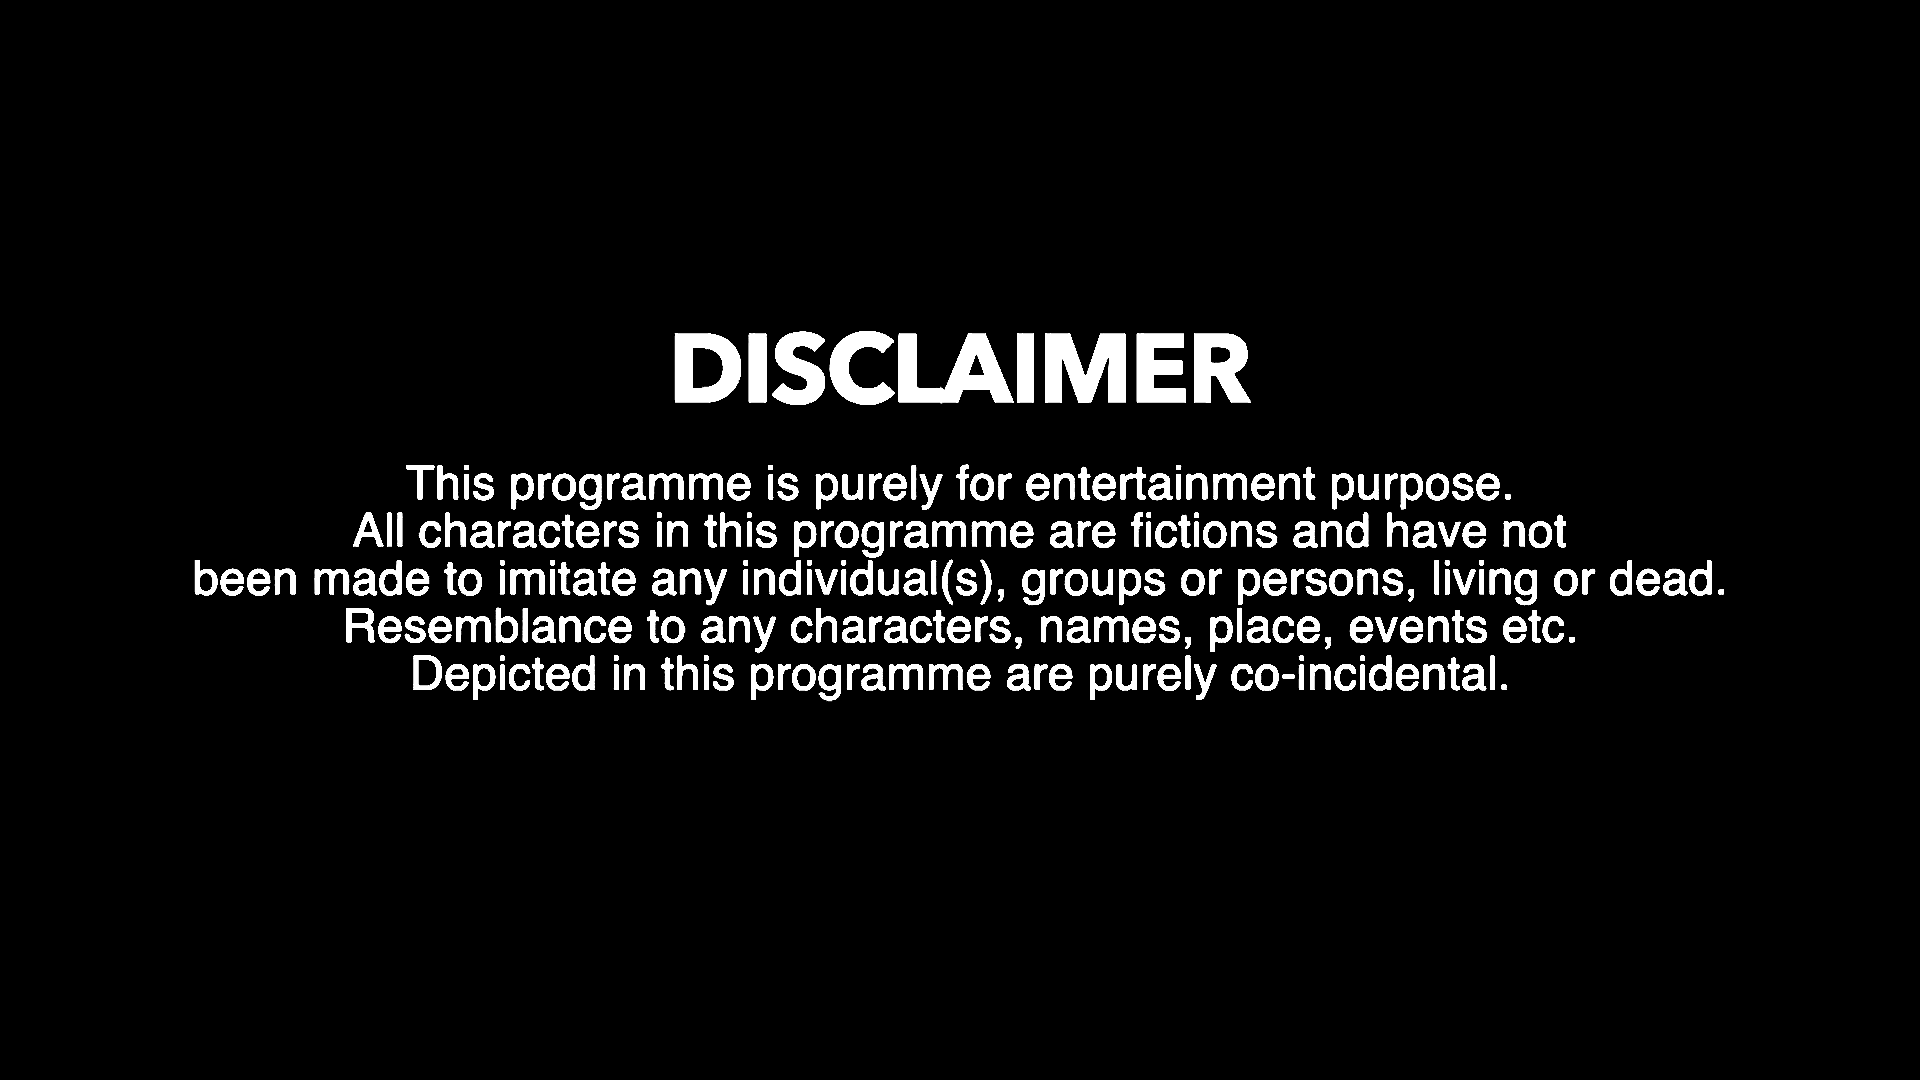 DISCLAIMER
This programme is purely for entertainment purpose.
All characters in this programme are fictions and have not
been made to imitate any individual(s), groups or persons, living or dead.
Resemblance to any characters, names, place, events etc.
Depicted in this programme are purely co-incidental.